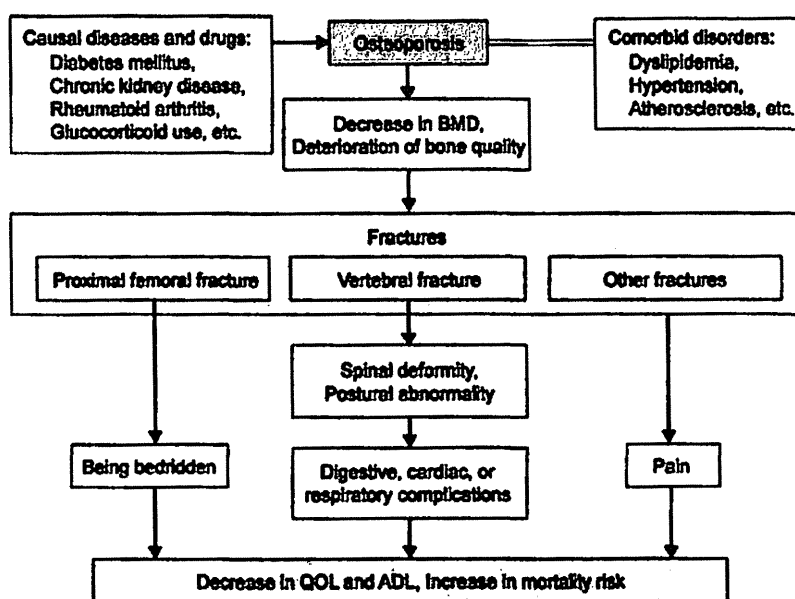 Causal diseases and drugs:
Diabetes mellitus,
Chronic kidney disease,
Rheumatoid arthritis,
Glucocorticoid use, etc.
Osteoporosis
Comorbid disorders:
Dyslipidemia,
Hypertension,
Atherosclerosis, etc.
Decrease in BMD,
Deterioration of bone quality
Fractures
Proximal femoral fracture
Vertebral fracture
Other fractures
Spinal deformity,
Postural abnormality
Being bedridden
Digestive, cardiac, or
respiratory complications
Pain
Decrease in QOL and ADL, Increase in mortality risk